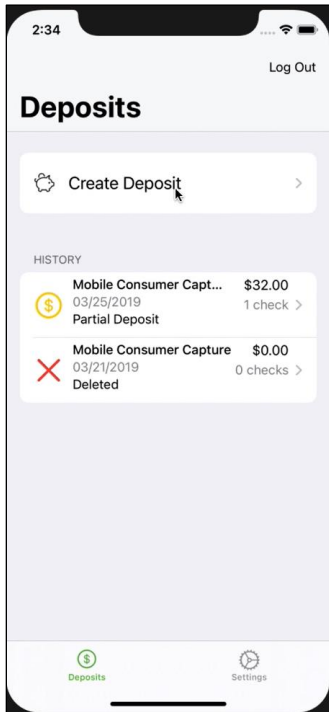 2:34
Log Out
Deposits
Create Deposit
HISTORY
Mobile Consumer Capt... $32.00
03/25/2019 1 check
Partial Deposit
Mobile Consumer Capture $0.00
03/21/2019 0 checks
Deleted
Deposits Settings